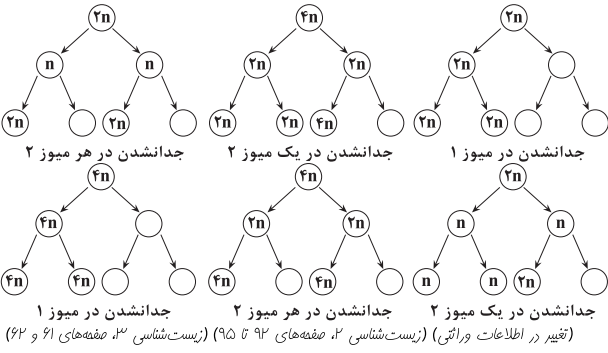 ۲n ۴n ۲n
۲n ۲n ۲n n n
۲n ۲n ۴n ۲n ۲n ۲n
جدانشدن در میوز ۱ جدانشدن در یک میوز ۲ جدانشدن در هر میوز ۲
۲n ۴n ۴n
n n ۲n ۲n ۴n
۲n n n ۴n ۴n ۴n ۴n
جدانشدن در یک میوز ۲ جدانشدن در هر میوز ۲ جدانشدن در میوز ۱
(تغییر در اطلاعات وراثتی) (زیست‌شناسی ۲، صفحه‌های ۹۲ تا ۹۵) (زیست‌شناسی ۳، صفحه‌های ۶۱ و ۶۲)